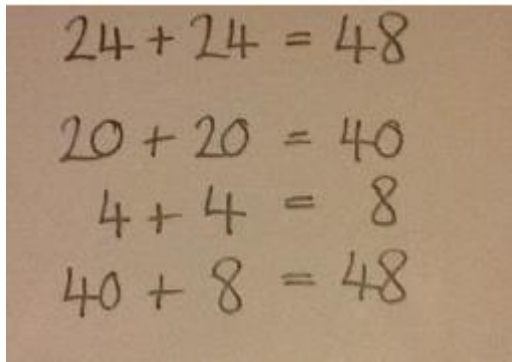 24 + 24 = 48
20 + 20 = 40
4 + 4 = 8
40 + 8 = 48